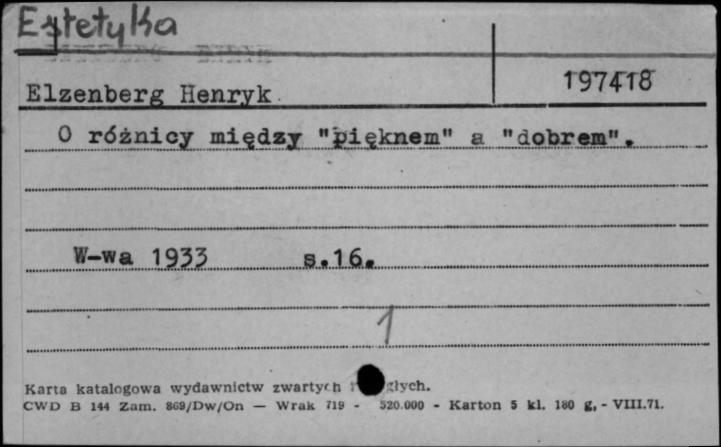 Estetyka
197418
Elzenberg Henryk
O różnicy między "pięknem" a "dobrem".
W-wa 1933 s.16.
1
Karta katalogowa wydawnictw zwartych
CWD B 144 Zam. 869/Dw/On — Wrak 719 - 520.000 - Karton 5 kl. 180 g, - VIII.71.